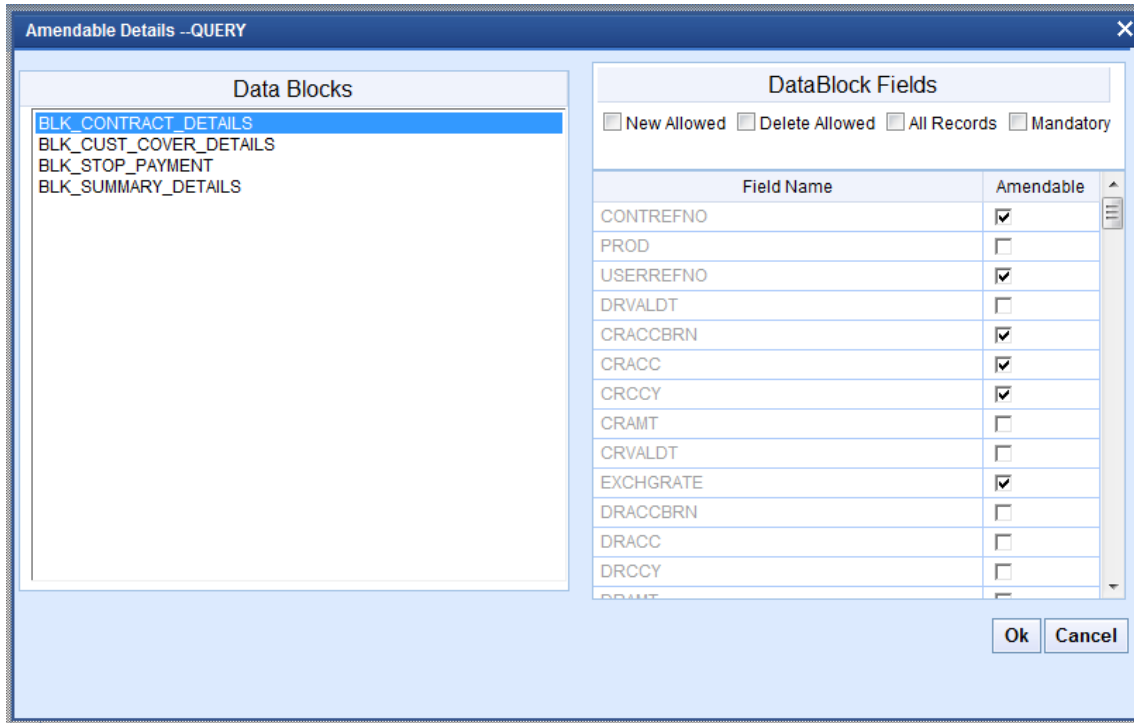 Amendable Details --QUERY
Data Blocks
BLK_CONTRACT_DETAILS
BLK_CUST_COVER_DETAILS
BLK_STOP_PAYMENT
BLK_SUMMARY_DETAILS
DataBlock Fields
New Allowed Delete Allowed All Records Mandatory
Field Name Amendable
CONTREFNO
PROD
USERREFNO
DRVALDT
CRACCBRN
CRACC
CRCCY
CRAMT
CRVALDT
EXCHGRATE
DRACCBRN
DRACC
DRCCY
DRAMT
Ok Cancel